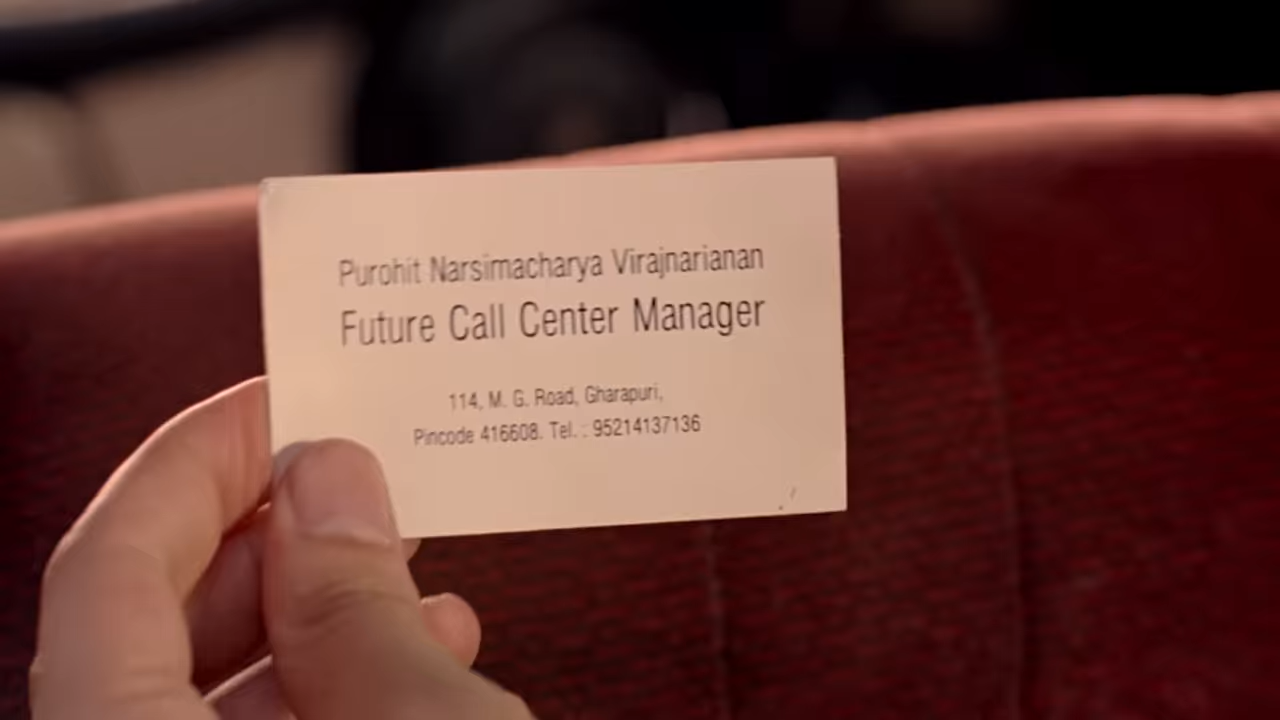 Purohit Narsimacharya Virajnarianan
Future Call Center Manager
114, M. G. Road, Gharapuri,
Pincode 416608. Tel. : 95214137136